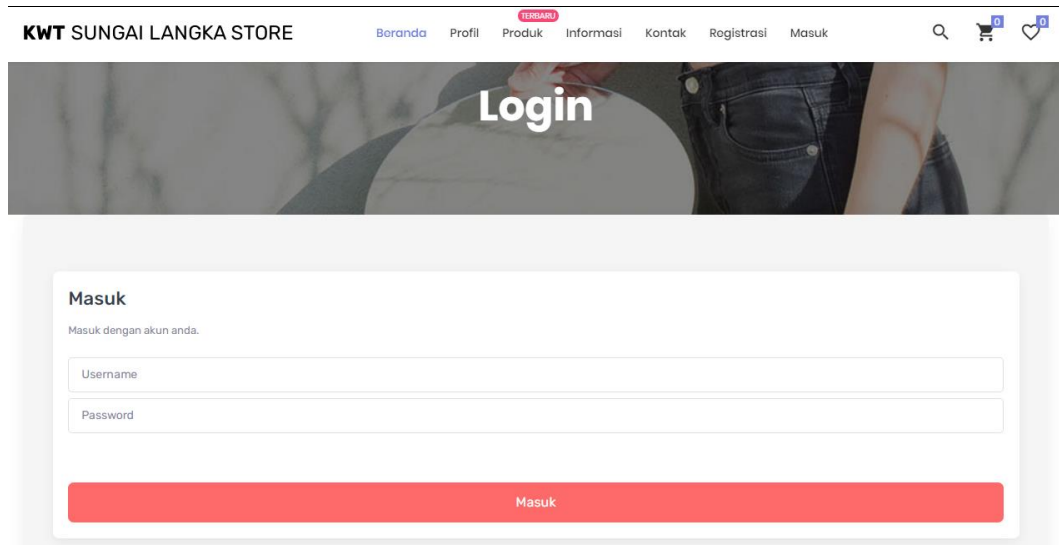 KWT SUNGAI LANGKA STORE
TERBARU
Beranda Profil Produk Informasi Kontak Registrasi Masuk
0 0
Login
Masuk
Masuk dengan akun anda.
Username
Password
Masuk